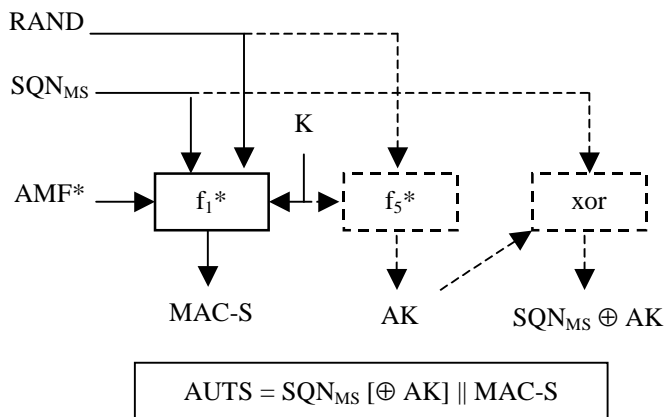 RAND
SQN_MS
K
AMF*
f₁*
f₅*
xor
MAC-S
AK
SQN_MS ⊕ AK
AUTS = SQN_MS [⊕ AK] || MAC-S